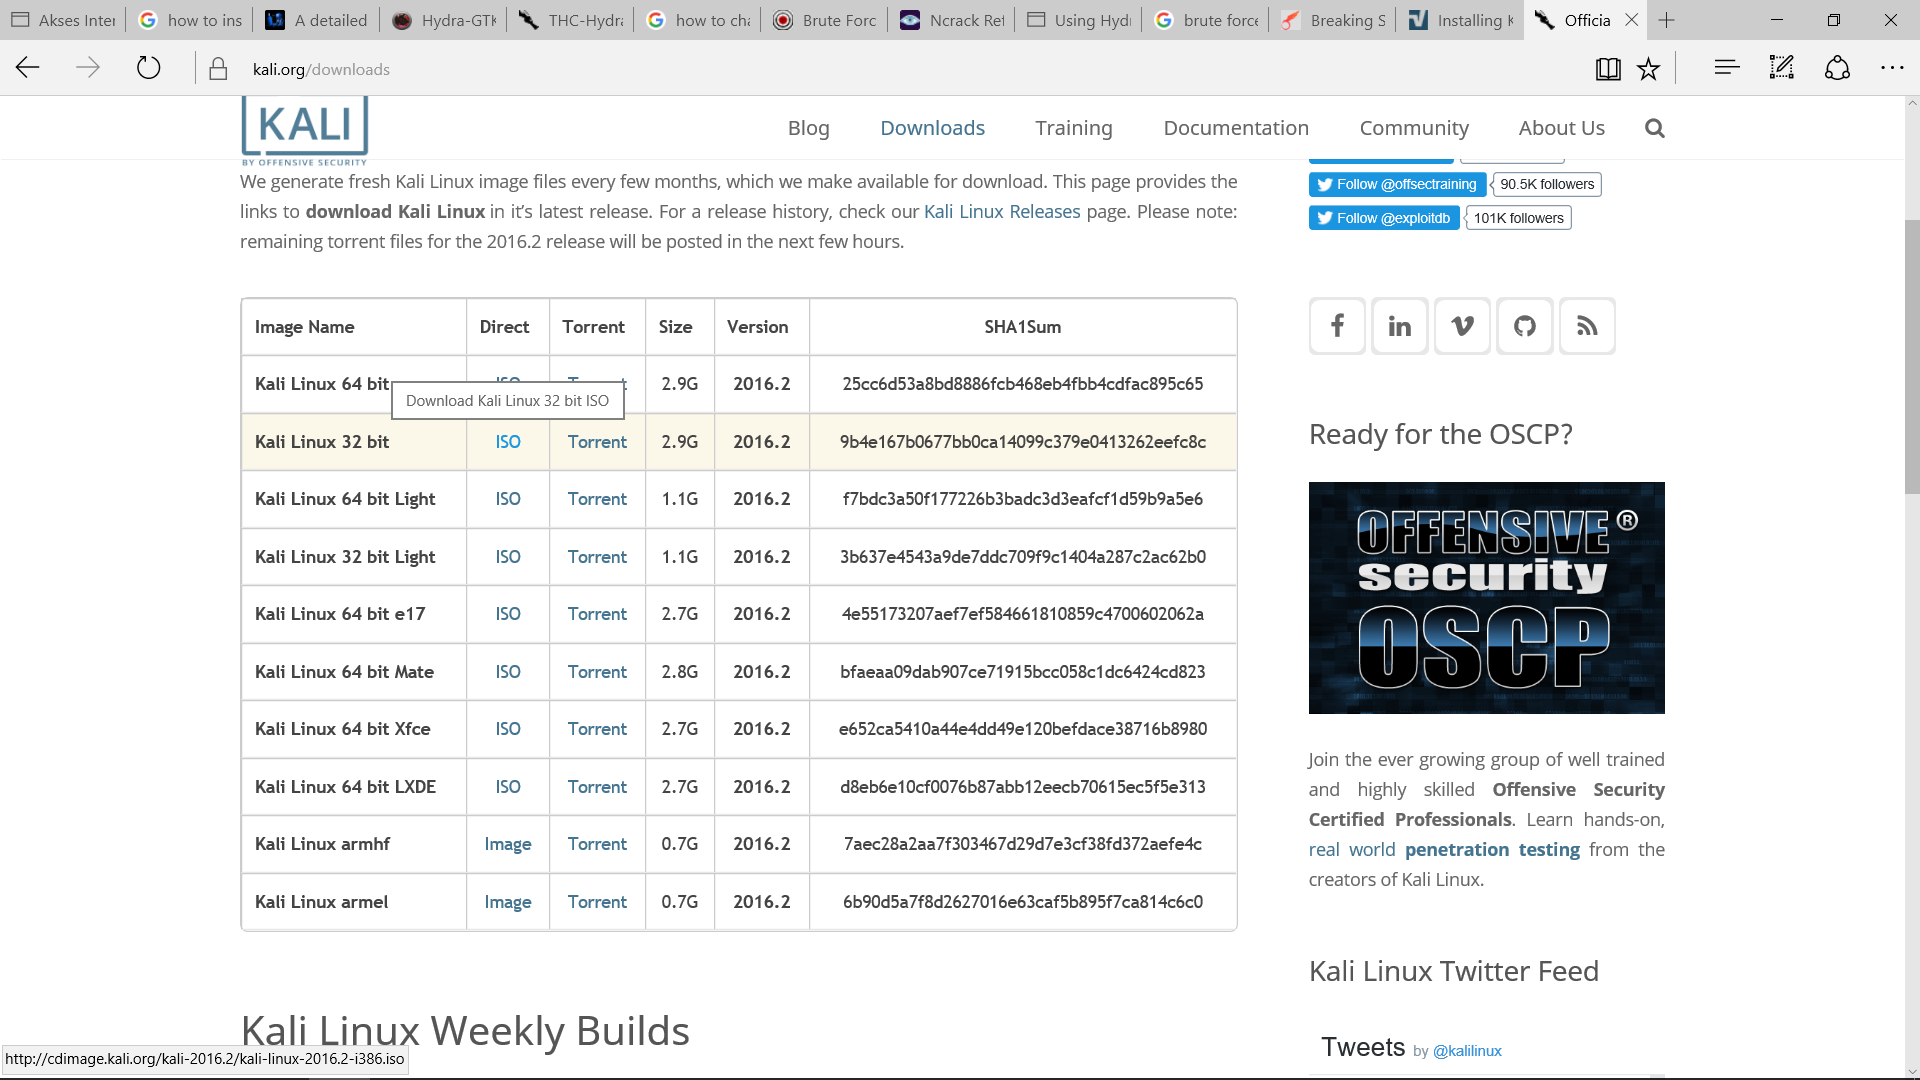 Akses Inter
how to ins
A detailed
Hydra-GTK
THC-Hydra
how to cha
Brute Forc
Ncrack Ref
Using Hydr
brute force
Breaking S
Installing K
Officia
kali.org/downloads
KALI
BY OFFENSIVE SECURITY
Blog
Downloads
Training
Documentation
Community
About Us
We generate fresh Kali Linux image files every few months, which we make available for download. This page provides the
links to download Kali Linux in it's latest release. For a release history, check our Kali Linux Releases page. Please note:
remaining torrent files for the 2016.2 release will be posted in the next few hours.
Image Name Direct Torrent Size Version SHA1Sum
Kali Linux 64 bit ISO Torrent 2.9G 2016.2 25cc6d53a8bd8886fcb468eb4fbb4cdfac895c65
Download Kali Linux 32 bit ISO
Kali Linux 32 bit ISO Torrent 2.9G 2016.2 9b4e167b0677bb0ca14099c379e0413262eefc8c
Kali Linux 64 bit Light ISO Torrent 1.1G 2016.2 f7bdc3a50f177226b3badc3d3eafcf1d59b9a5e6
Kali Linux 32 bit Light ISO Torrent 1.1G 2016.2 3b637e4543a9de7ddc709f9c1404a287c2ac62b0
Kali Linux 64 bit e17 ISO Torrent 2.7G 2016.2 4e55173207aef7ef584661810859c4700602062a
Kali Linux 64 bit Mate ISO Torrent 2.8G 2016.2 bfaeaa09dab907ce71915bcc058c1dc6424cd823
Kali Linux 64 bit Xfce ISO Torrent 2.7G 2016.2 e652ca5410a44e4dd49e120befdace38716b8980
Kali Linux 64 bit LXDE ISO Torrent 2.7G 2016.2 d8eb6e10cf0076b87abb12eecb70615ec5f5e313
Kali Linux armhf Image Torrent 0.7G 2016.2 7aec28a2aa7f303467d29d7e3cf38fd372aefe4c
Kali Linux armel Image Torrent 0.7G 2016.2 6b90d5a7f8d2627016e63caf5b895f7ca814c6c0
Kali Linux Weekly Builds
http://cdimage.kali.org/kali-2016.2/kali-linux-2016.2-i386.iso
Follow @offsectraining 90.5K followers
Follow @exploitdb 101K followers
Ready for the OSCP?
OFFENSIVE®
security
OSCP
Join the ever growing group of well trained
and highly skilled Offensive Security
Certified Professionals. Learn hands-on,
real world penetration testing from the
creators of Kali Linux.
Kali Linux Twitter Feed
Tweets by @kalilinux